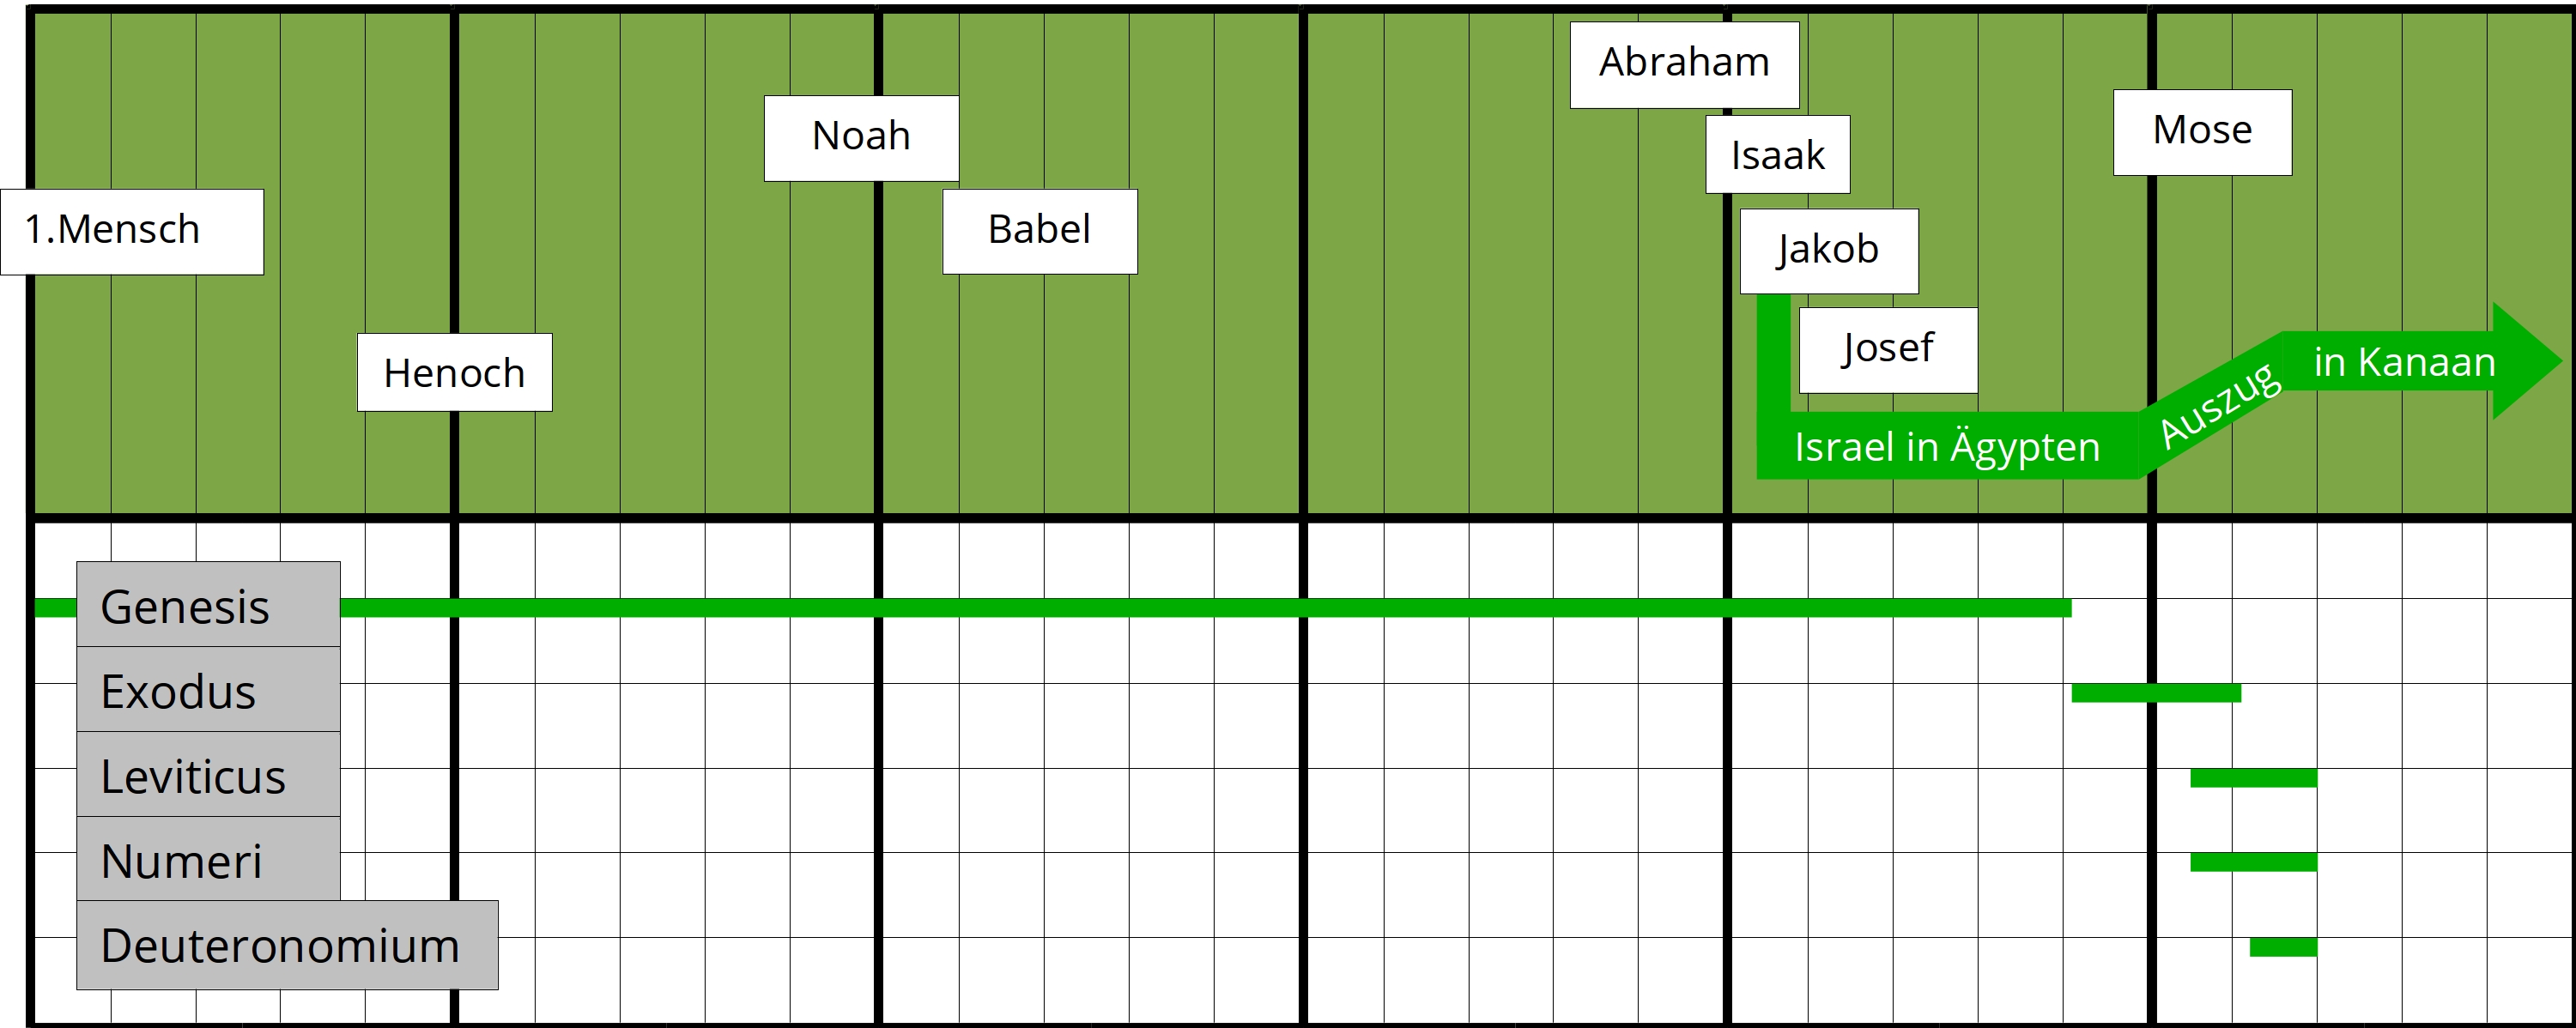 Abraham
Noah
Mose
Isaak
1.Mensch
Babel
Jakob
Henoch
Josef
in Kanaan
Auszug
Israel in Ägypten
Genesis
Exodus
Leviticus
Numeri
Deuteronomium